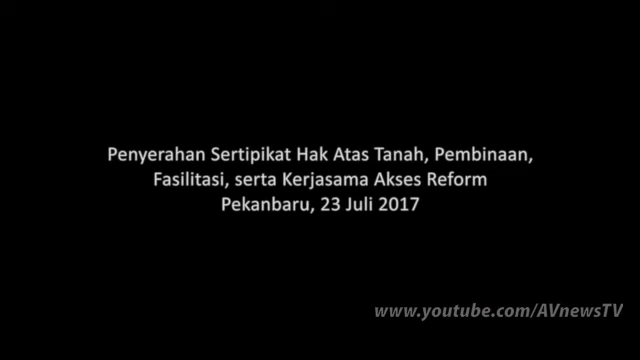 Penyerahan Sertipikat Hak Atas Tanah, Pembinaan,
Fasilitasi, serta Kerjasama Akses Reform
Pekanbaru, 23 Juli 2017
www.youtube.com/AVnewsTV